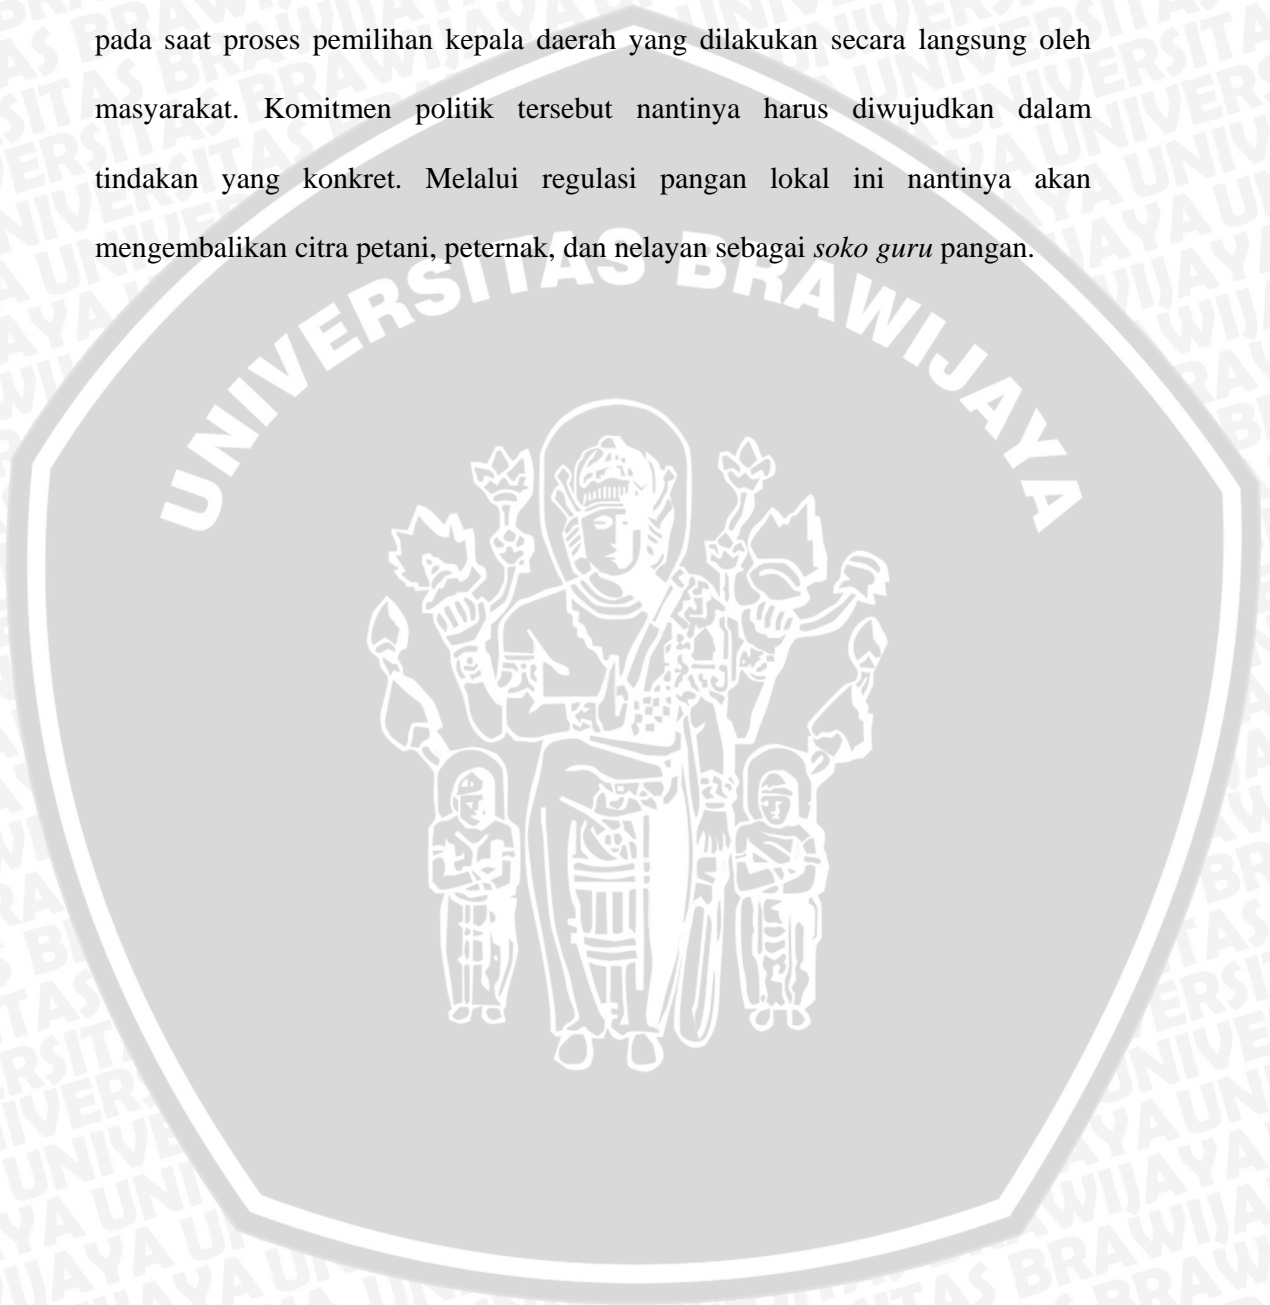 pada saat proses pemilihan kepala daerah yang dilakukan secara langsung oleh
masyarakat. Komitmen politik tersebut nantinya harus diwujudkan dalam
tindakan yang konkret. Melalui regulasi pangan lokal ini nantinya akan
mengembalikan citra petani, peternak, dan nelayan sebagai soko guru pangan.
UNIVERSITAS BRAWIJAYA